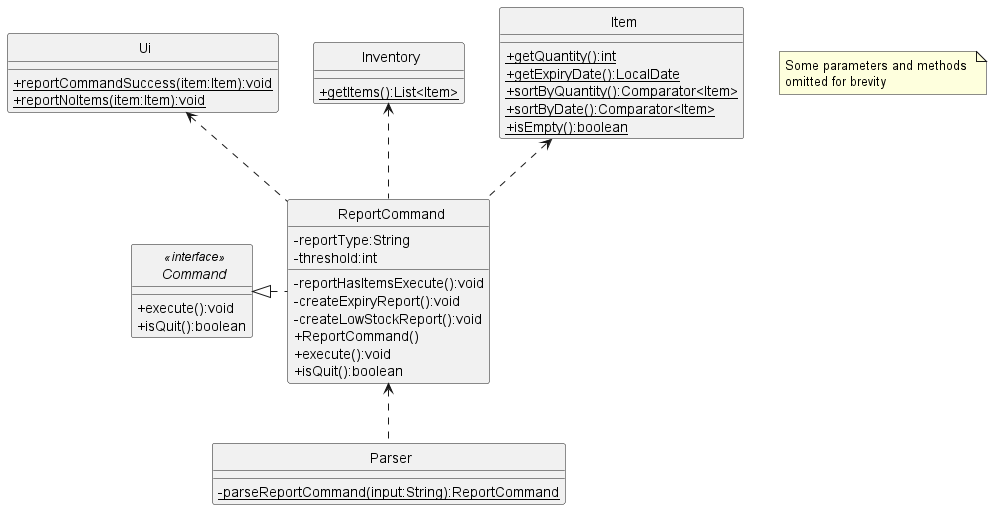 Ui
+reportCommandSuccess(item:Item):void
+reportNoItems(item:Item):void
Inventory
+getItems():List<Item>
Item
+getQuantity():int
+getExpiryDate():LocalDate
+sortByQuantity():Comparator<Item>
+sortByDate():Comparator<Item>
+isEmpty():boolean
Some parameters and methods
omitted for brevity
«interface»
Command
+execute():void
+isQuit():boolean
ReportCommand
-reportType:String
-threshold:int
-reportHasItemsExecute():void
-createExpiryReport():void
-createLowStockReport():void
+ReportCommand()
+execute():void
+isQuit():boolean
Parser
-parseReportCommand(input:String):ReportCommand